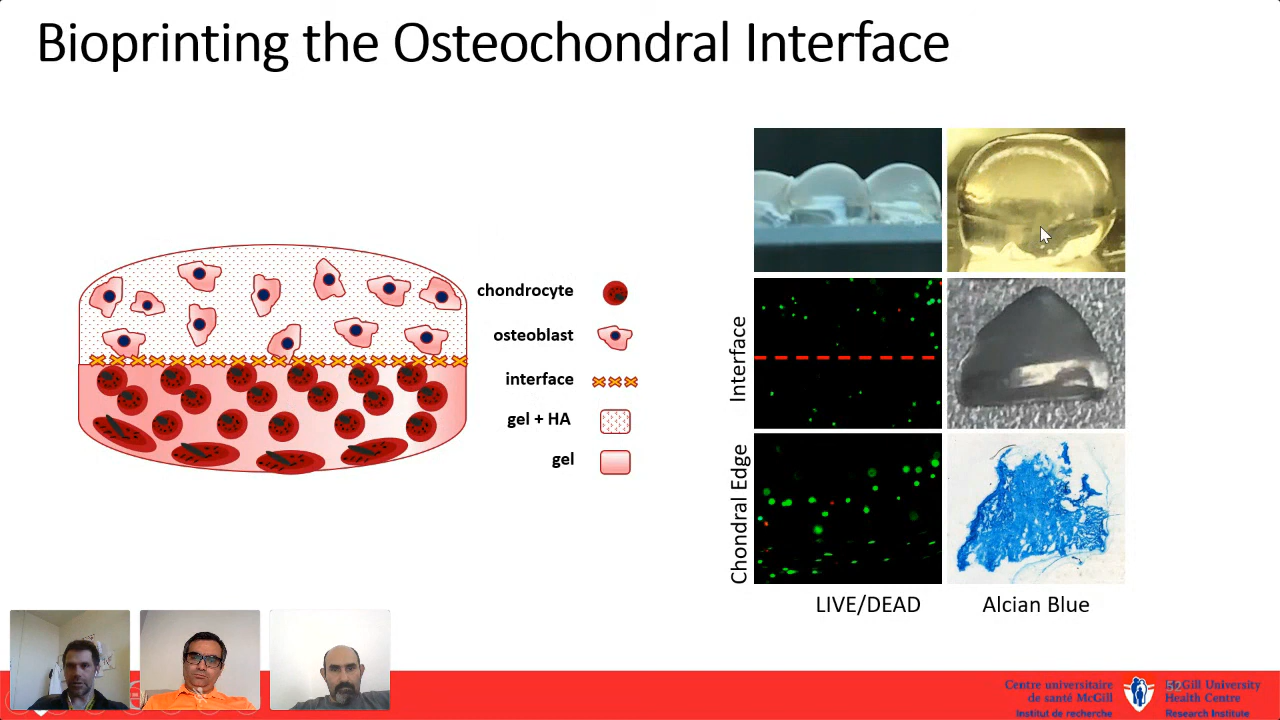 Bioprinting the Osteochondral Interface
chondrocyte
osteoblast
interface
gel + HA
gel
Interface
Chondral Edge
LIVE/DEAD
Alcian Blue
Centre universitaire
de santé McGill
Institut de recherche
McGill University
Health Centre
Research Institute